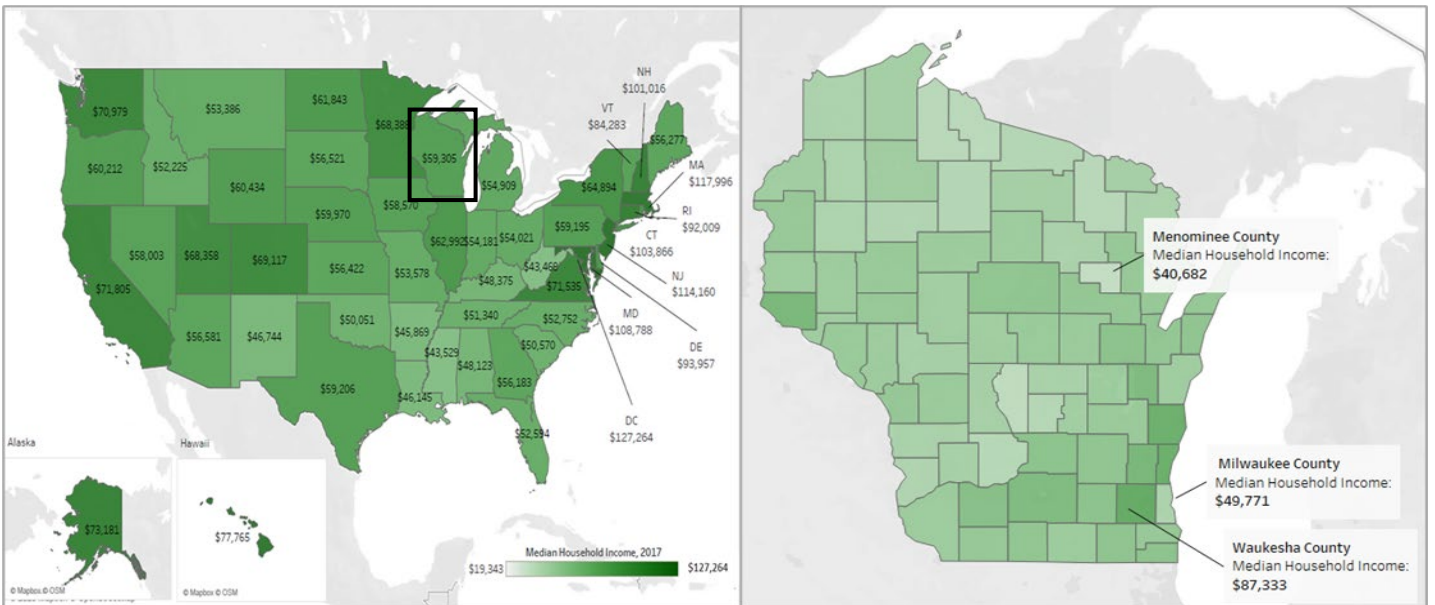 $70,979
$53,386
$61,843
$68,388
$59,305
$60,212
$52,225
$56,521
$60,434
$58,570
$54,909
$64,894
$56,277
$59,970
$59,195
$58,003
$68,358
$69,117
$56,422
$53,578
$62,992
$54,181
$54,021
$43,466
$71,535
$48,375
$71,805
$56,581
$46,744
$50,051
$45,869
$51,340
$52,752
$50,570
$43,529
$48,123
$56,183
$59,206
$46,145
$52,594
NH
$101,016
VT
$84,283
MA
$117,996
RI
$92,009
CT
$103,866
NJ
$114,160
MD
$108,788
DE
$93,957
DC
$127,264
Alaska
$73,181
© Mapbox © OSM
Hawaii
$77,765
© Mapbox © OSM
Median Household Income, 2017
$19,343
$127,264
Menominee County
Median Household Income:
$40,682
Milwaukee County
Median Household Income:
$49,771
Waukesha County
Median Household Income:
$87,333